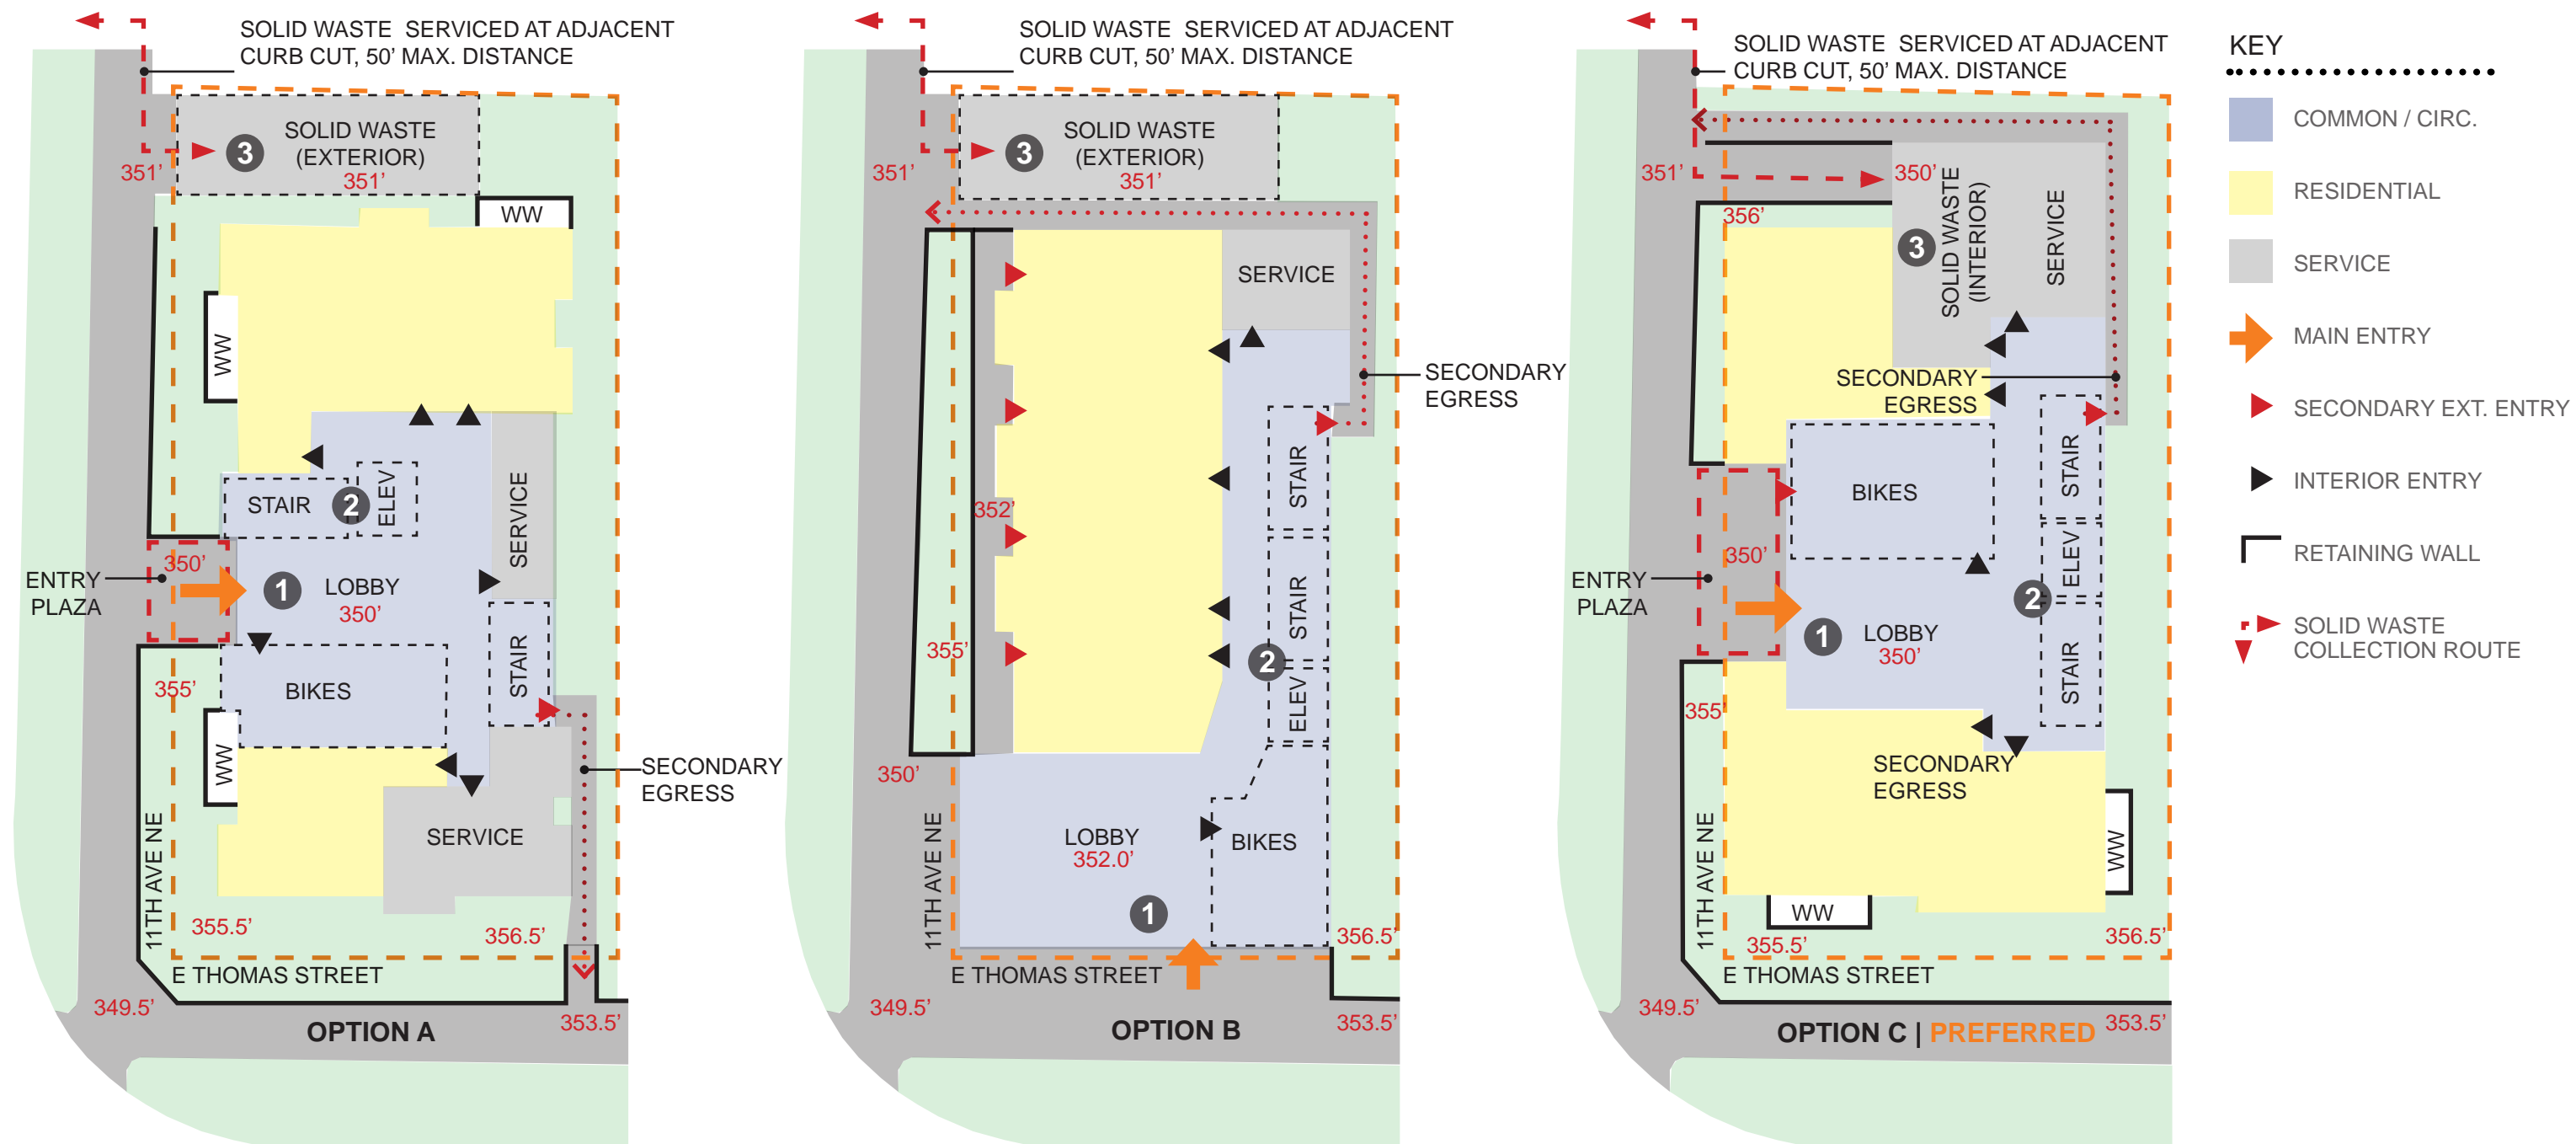 SOLID WASTE SERVICED AT ADJACENT
CURB CUT, 50' MAX. DISTANCE
3
SOLID WASTE
(EXTERIOR)
351'
351'
WW
WW
STAIR
2
ELEV
SERVICE
350'
ENTRY
PLAZA
1
LOBBY
350'
STAIR
355'
BIKES
WW
SECONDARY
EGRESS
SERVICE
11TH AVE NE
355.5'
356.5'
E THOMAS STREET
349.5'
353.5'
OPTION A
SOLID WASTE SERVICED AT ADJACENT
CURB CUT, 50' MAX. DISTANCE
3
SOLID WASTE
(EXTERIOR)
351'
351'
SERVICE
SECONDARY
EGRESS
STAIR
352'
STAIR
355'
2
ELEV
350'
LOBBY
352.0'
BIKES
1
11TH AVE NE
356.5'
E THOMAS STREET
349.5'
353.5'
OPTION B
SOLID WASTE SERVICED AT ADJACENT
CURB CUT, 50' MAX. DISTANCE
351'
350'
356'
3
SOLID WASTE
(INTERIOR)
SERVICE
SECONDARY
EGRESS
STAIR
BIKES
350'
ELEV
ENTRY
PLAZA
2
1
LOBBY
350'
STAIR
355'
SECONDARY
EGRESS
11TH AVE NE
WW
WW
355.5'
356.5'
E THOMAS STREET
349.5'
353.5'
OPTION C | PREFERRED
KEY
COMMON / CIRC.
RESIDENTIAL
SERVICE
MAIN ENTRY
SECONDARY EXT. ENTRY
INTERIOR ENTRY
RETAINING WALL
SOLID WASTE
COLLECTION ROUTE